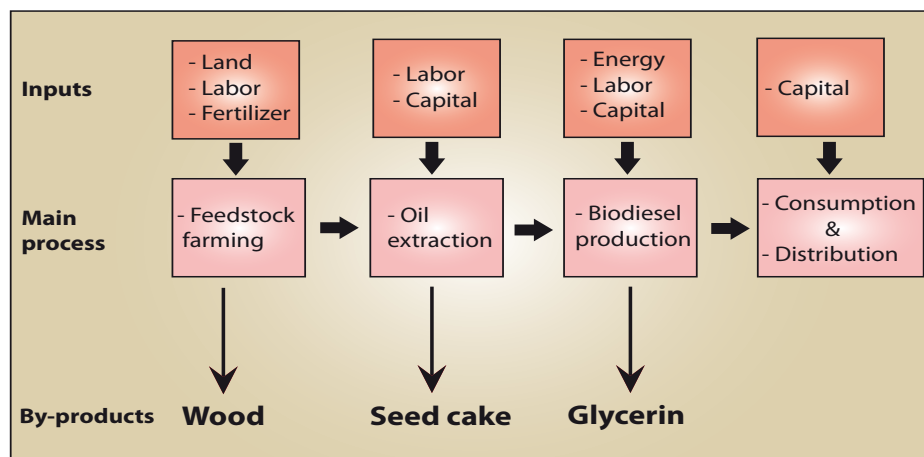 Inputs
- Land
- Labor
- Fertilizer
- Labor
- Capital
- Energy
- Labor
- Capital
- Capital
Main
process
- Feedstock
farming
- Oil
extraction
- Biodiesel
production
- Consumption
&
- Distribution
By-products
Wood
Seed cake
Glycerin